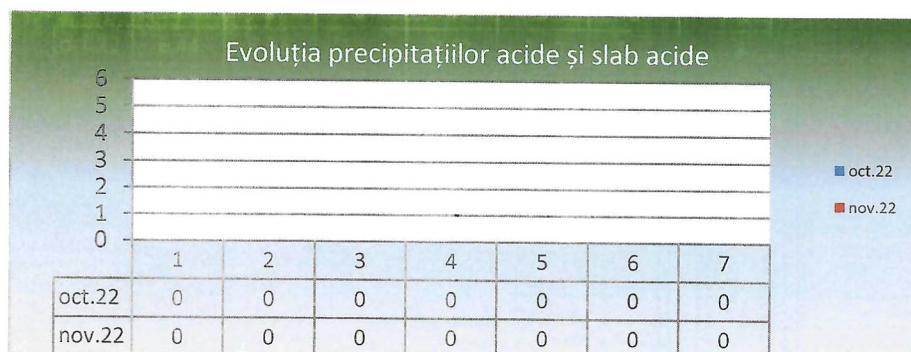 Evoluția precipitațiilor acide și slab acide
6
5
4
3
2
1
0
oct.22
nov.22
1 2 3 4 5 6 7
oct.22 0 0 0 0 0 0 0
nov.22 0 0 0 0 0 0 0